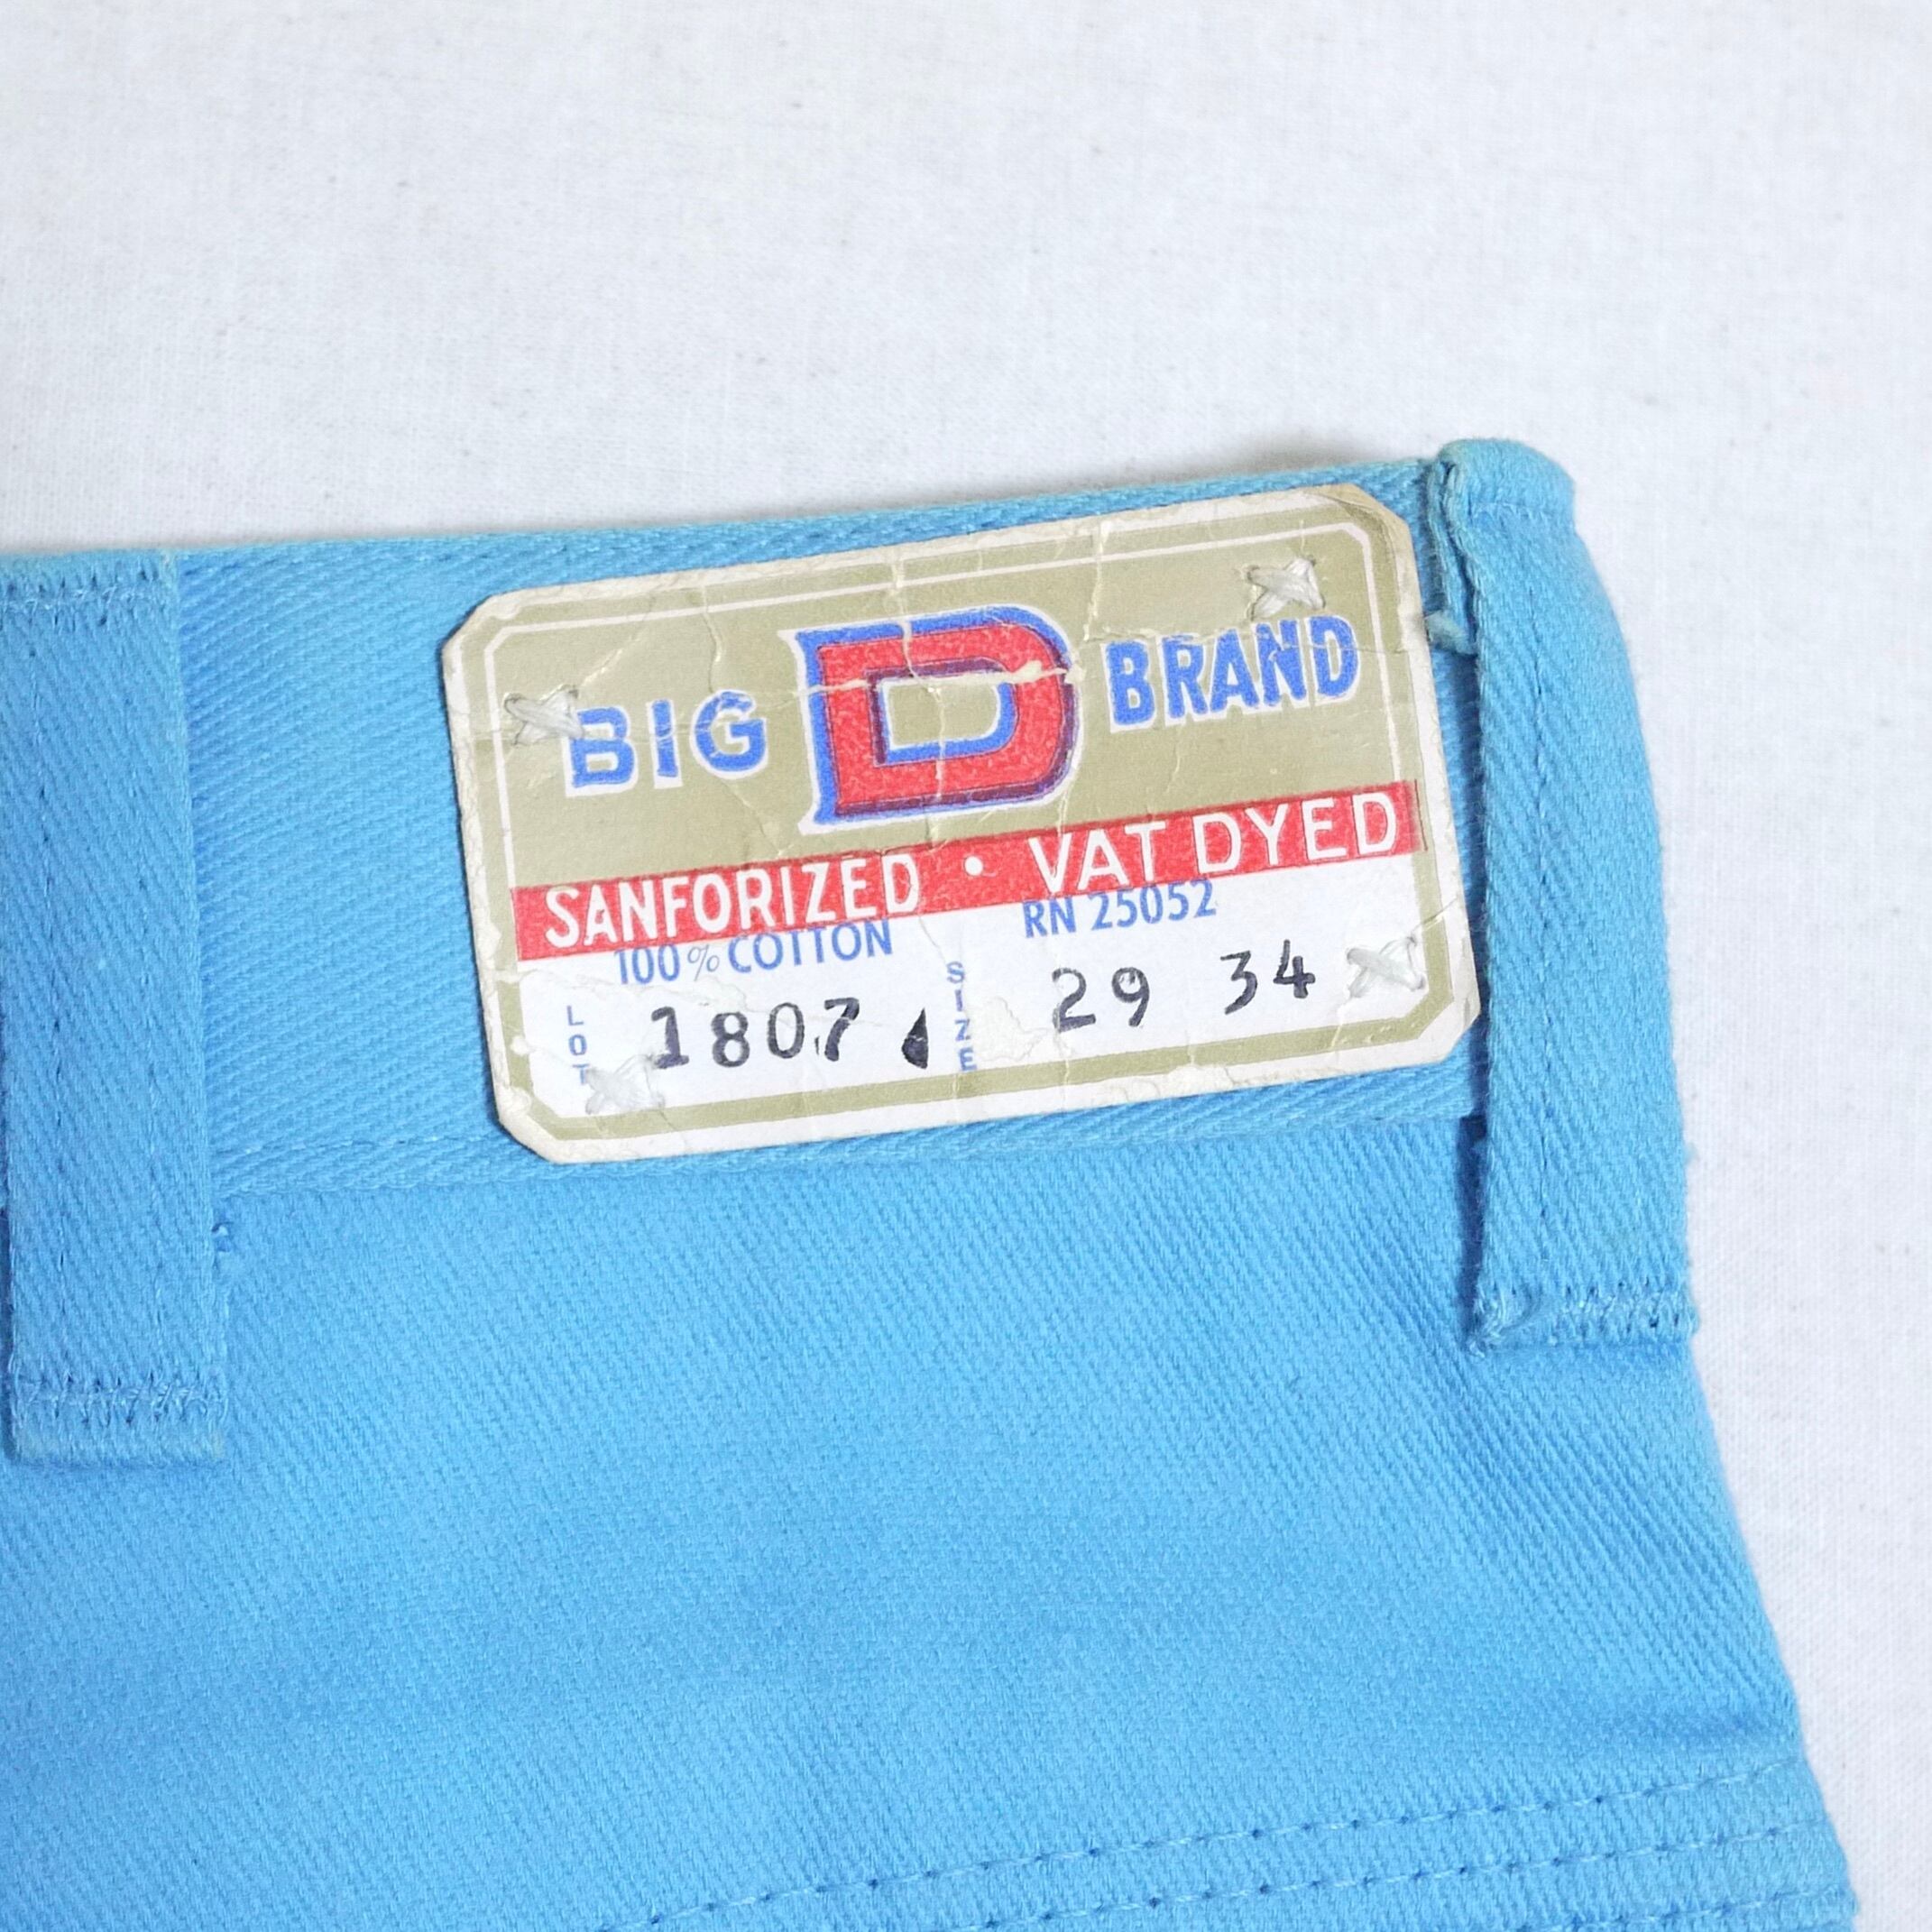 BIG D BRAND
SANFORIZED • VAT DYED
100% COTTON RN 25052
LOT 1807 SIZE 29 34